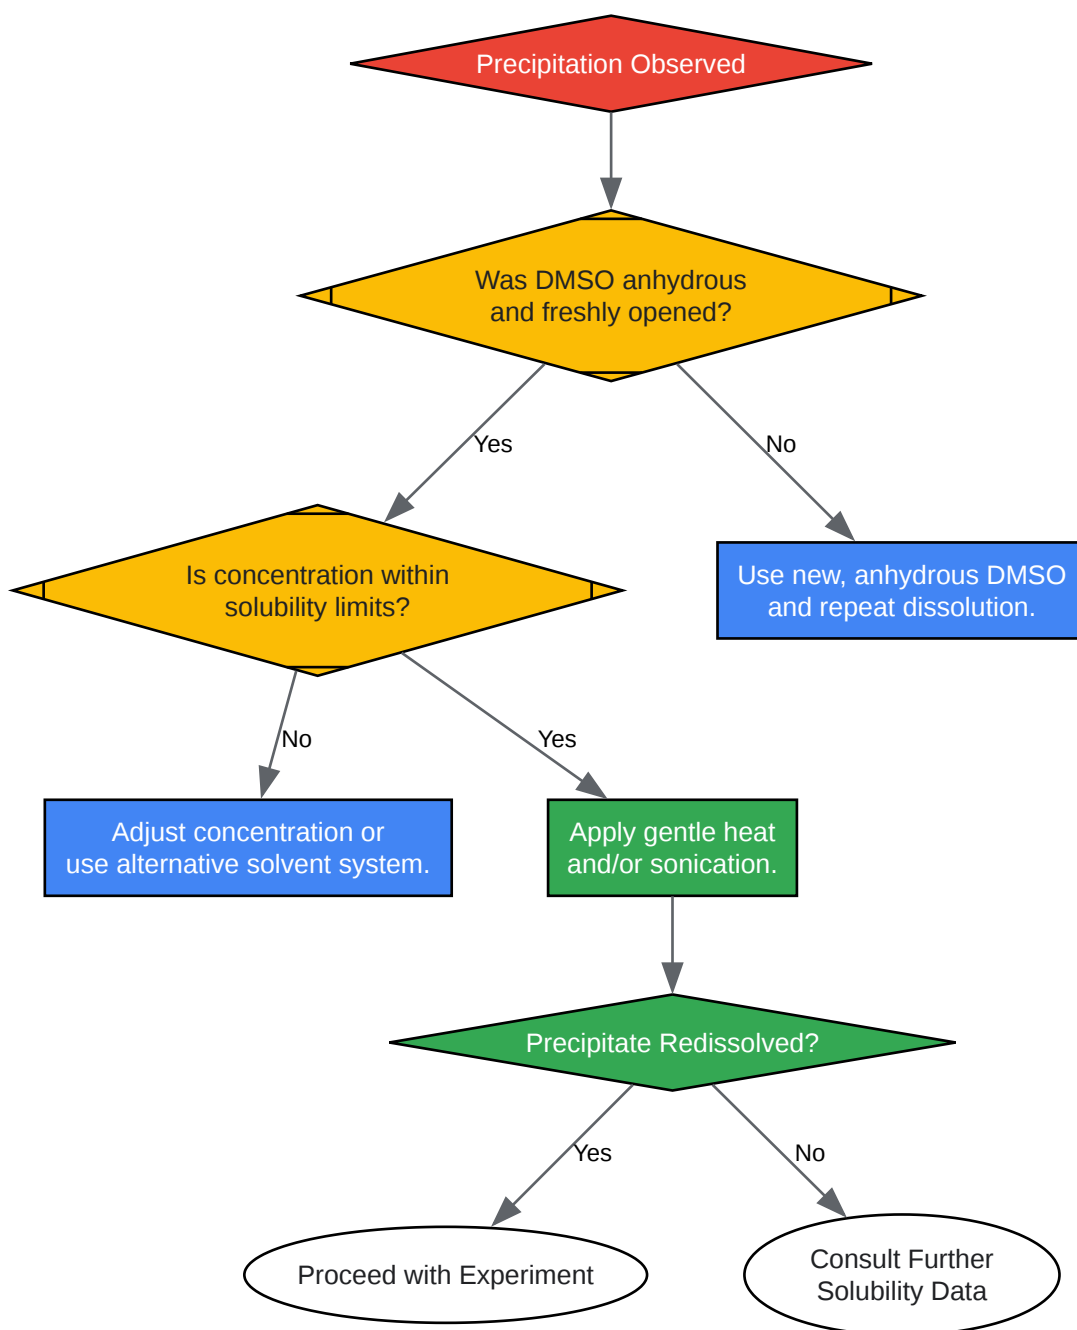 Precipitation Observed
Was DMSO anhydrous
and freshly opened?
Yes
No
Is concentration within
solubility limits?
Use new, anhydrous DMSO
and repeat dissolution.
No
Yes
Adjust concentration or
use alternative solvent system.
Apply gentle heat
and/or sonication.
Precipitate Redissolved?
Yes
No
Proceed with Experiment
Consult Further
Solubility Data